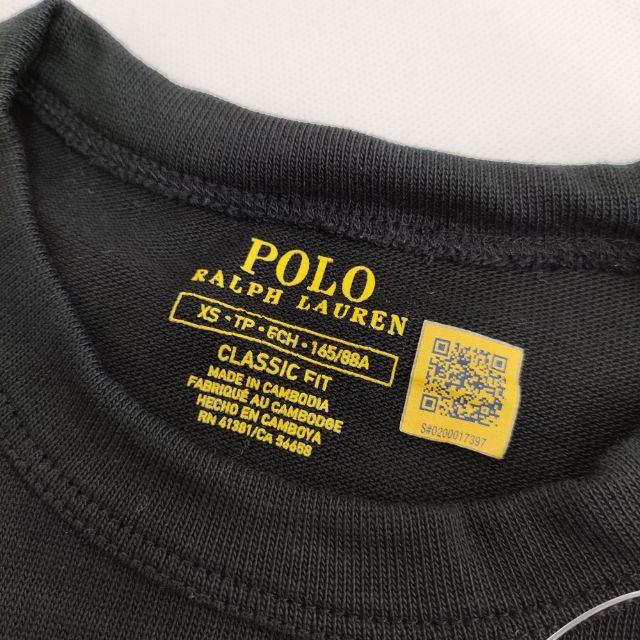 POLO
RALPH LAUREN
XS • TP • ECH • 165/88A
CLASSIC FIT
MADE IN CAMBODIA
FABRIQUÉ AU CAMBODGE
HECHO EN CAMBOYA
RN 41381/CA 54668
S#0200017397